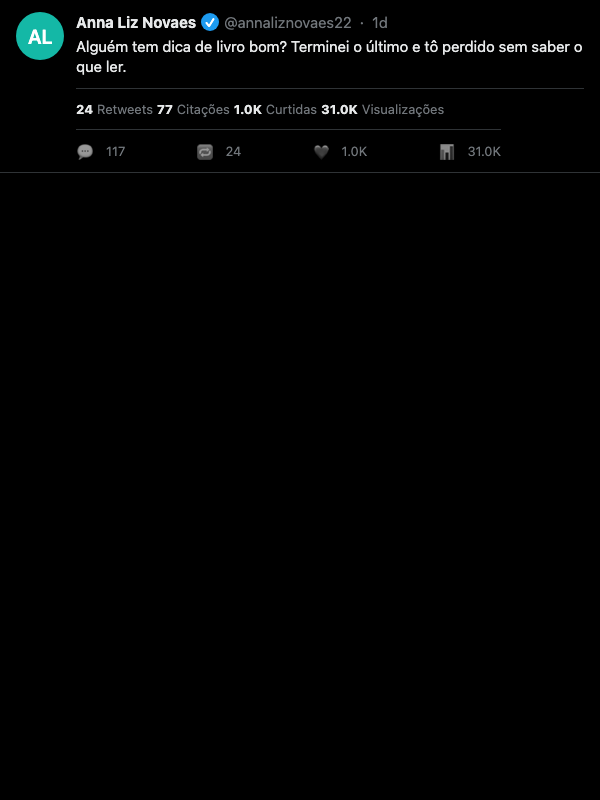 AL
Anna Liz Novaes @annaliznovaes22 · 1d
Alguém tem dica de livro bom? Terminei o último e tô perdido sem saber o
que ler.
24 Retweets 77 Citações 1.0K Curtidas 31.0K Visualizações
117 24 1.0K 31.0K